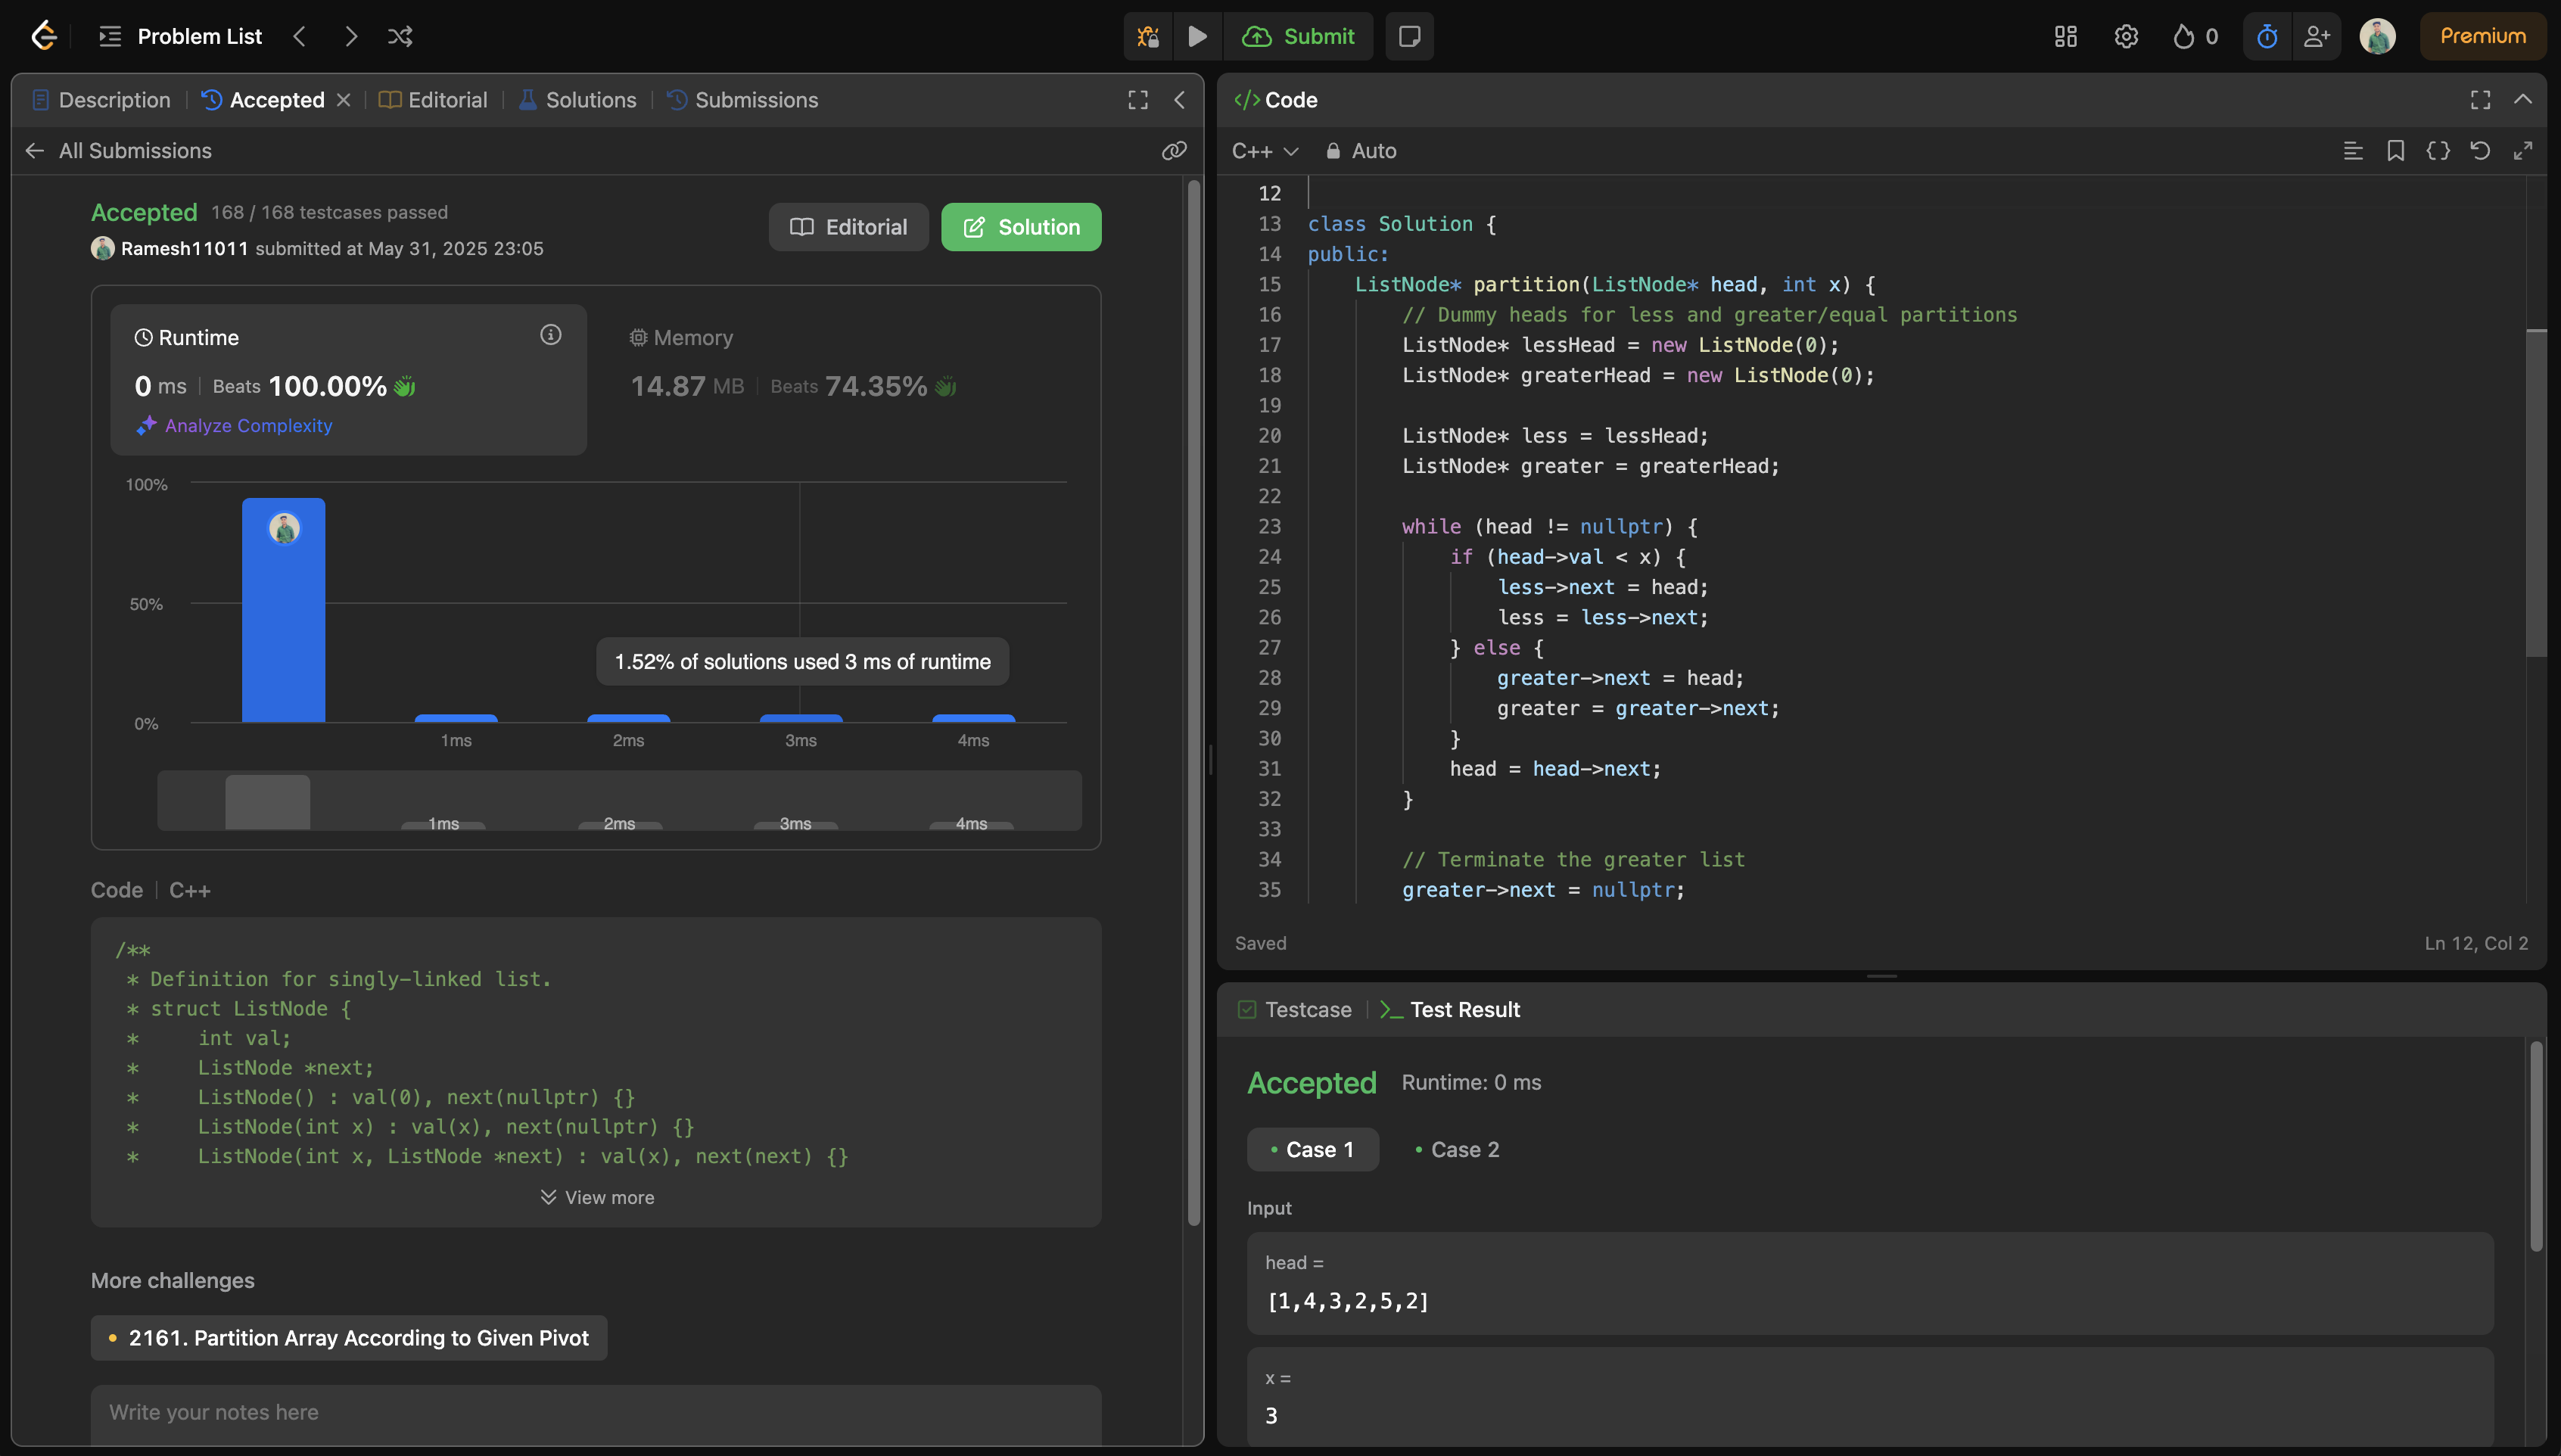 Problem List
Submit
0
Premium
Description
Accepted
Editorial
Solutions
Submissions
All Submissions
Accepted 168 / 168 testcases passed
Ramesh11011 submitted at May 31, 2025 23:05
Editorial
Solution
Runtime
0 ms Beats 100.00%
Analyze Complexity
Memory
14.87 MB Beats 74.35%
100%
50%
0%
1.52% of solutions used 3 ms of runtime
1ms 2ms 3ms 4ms
1ms 2ms 3ms 4ms
Code C++
/**
* Definition for singly-linked list.
* struct ListNode {
*     int val;
*     ListNode *next;
*     ListNode() : val(0), next(nullptr) {}
*     ListNode(int x) : val(x), next(nullptr) {}
*     ListNode(int x, ListNode *next) : val(x), next(next) {}
View more
More challenges
2161. Partition Array According to Given Pivot
Write your notes here
</> Code
C++ Auto
12
13 class Solution {
14 public:
15     ListNode* partition(ListNode* head, int x) {
16         // Dummy heads for less and greater/equal partitions
17         ListNode* lessHead = new ListNode(0);
18         ListNode* greaterHead = new ListNode(0);
19
20         ListNode* less = lessHead;
21         ListNode* greater = greaterHead;
22
23         while (head != nullptr) {
24             if (head->val < x) {
25                 less->next = head;
26                 less = less->next;
27             } else {
28                 greater->next = head;
29                 greater = greater->next;
30             }
31             head = head->next;
32         }
33
34         // Terminate the greater list
35         greater->next = nullptr;
Saved
Ln 12, Col 2
Testcase
Test Result
Accepted Runtime: 0 ms
Case 1
Case 2
Input
head =
[1,4,3,2,5,2]
x =
3